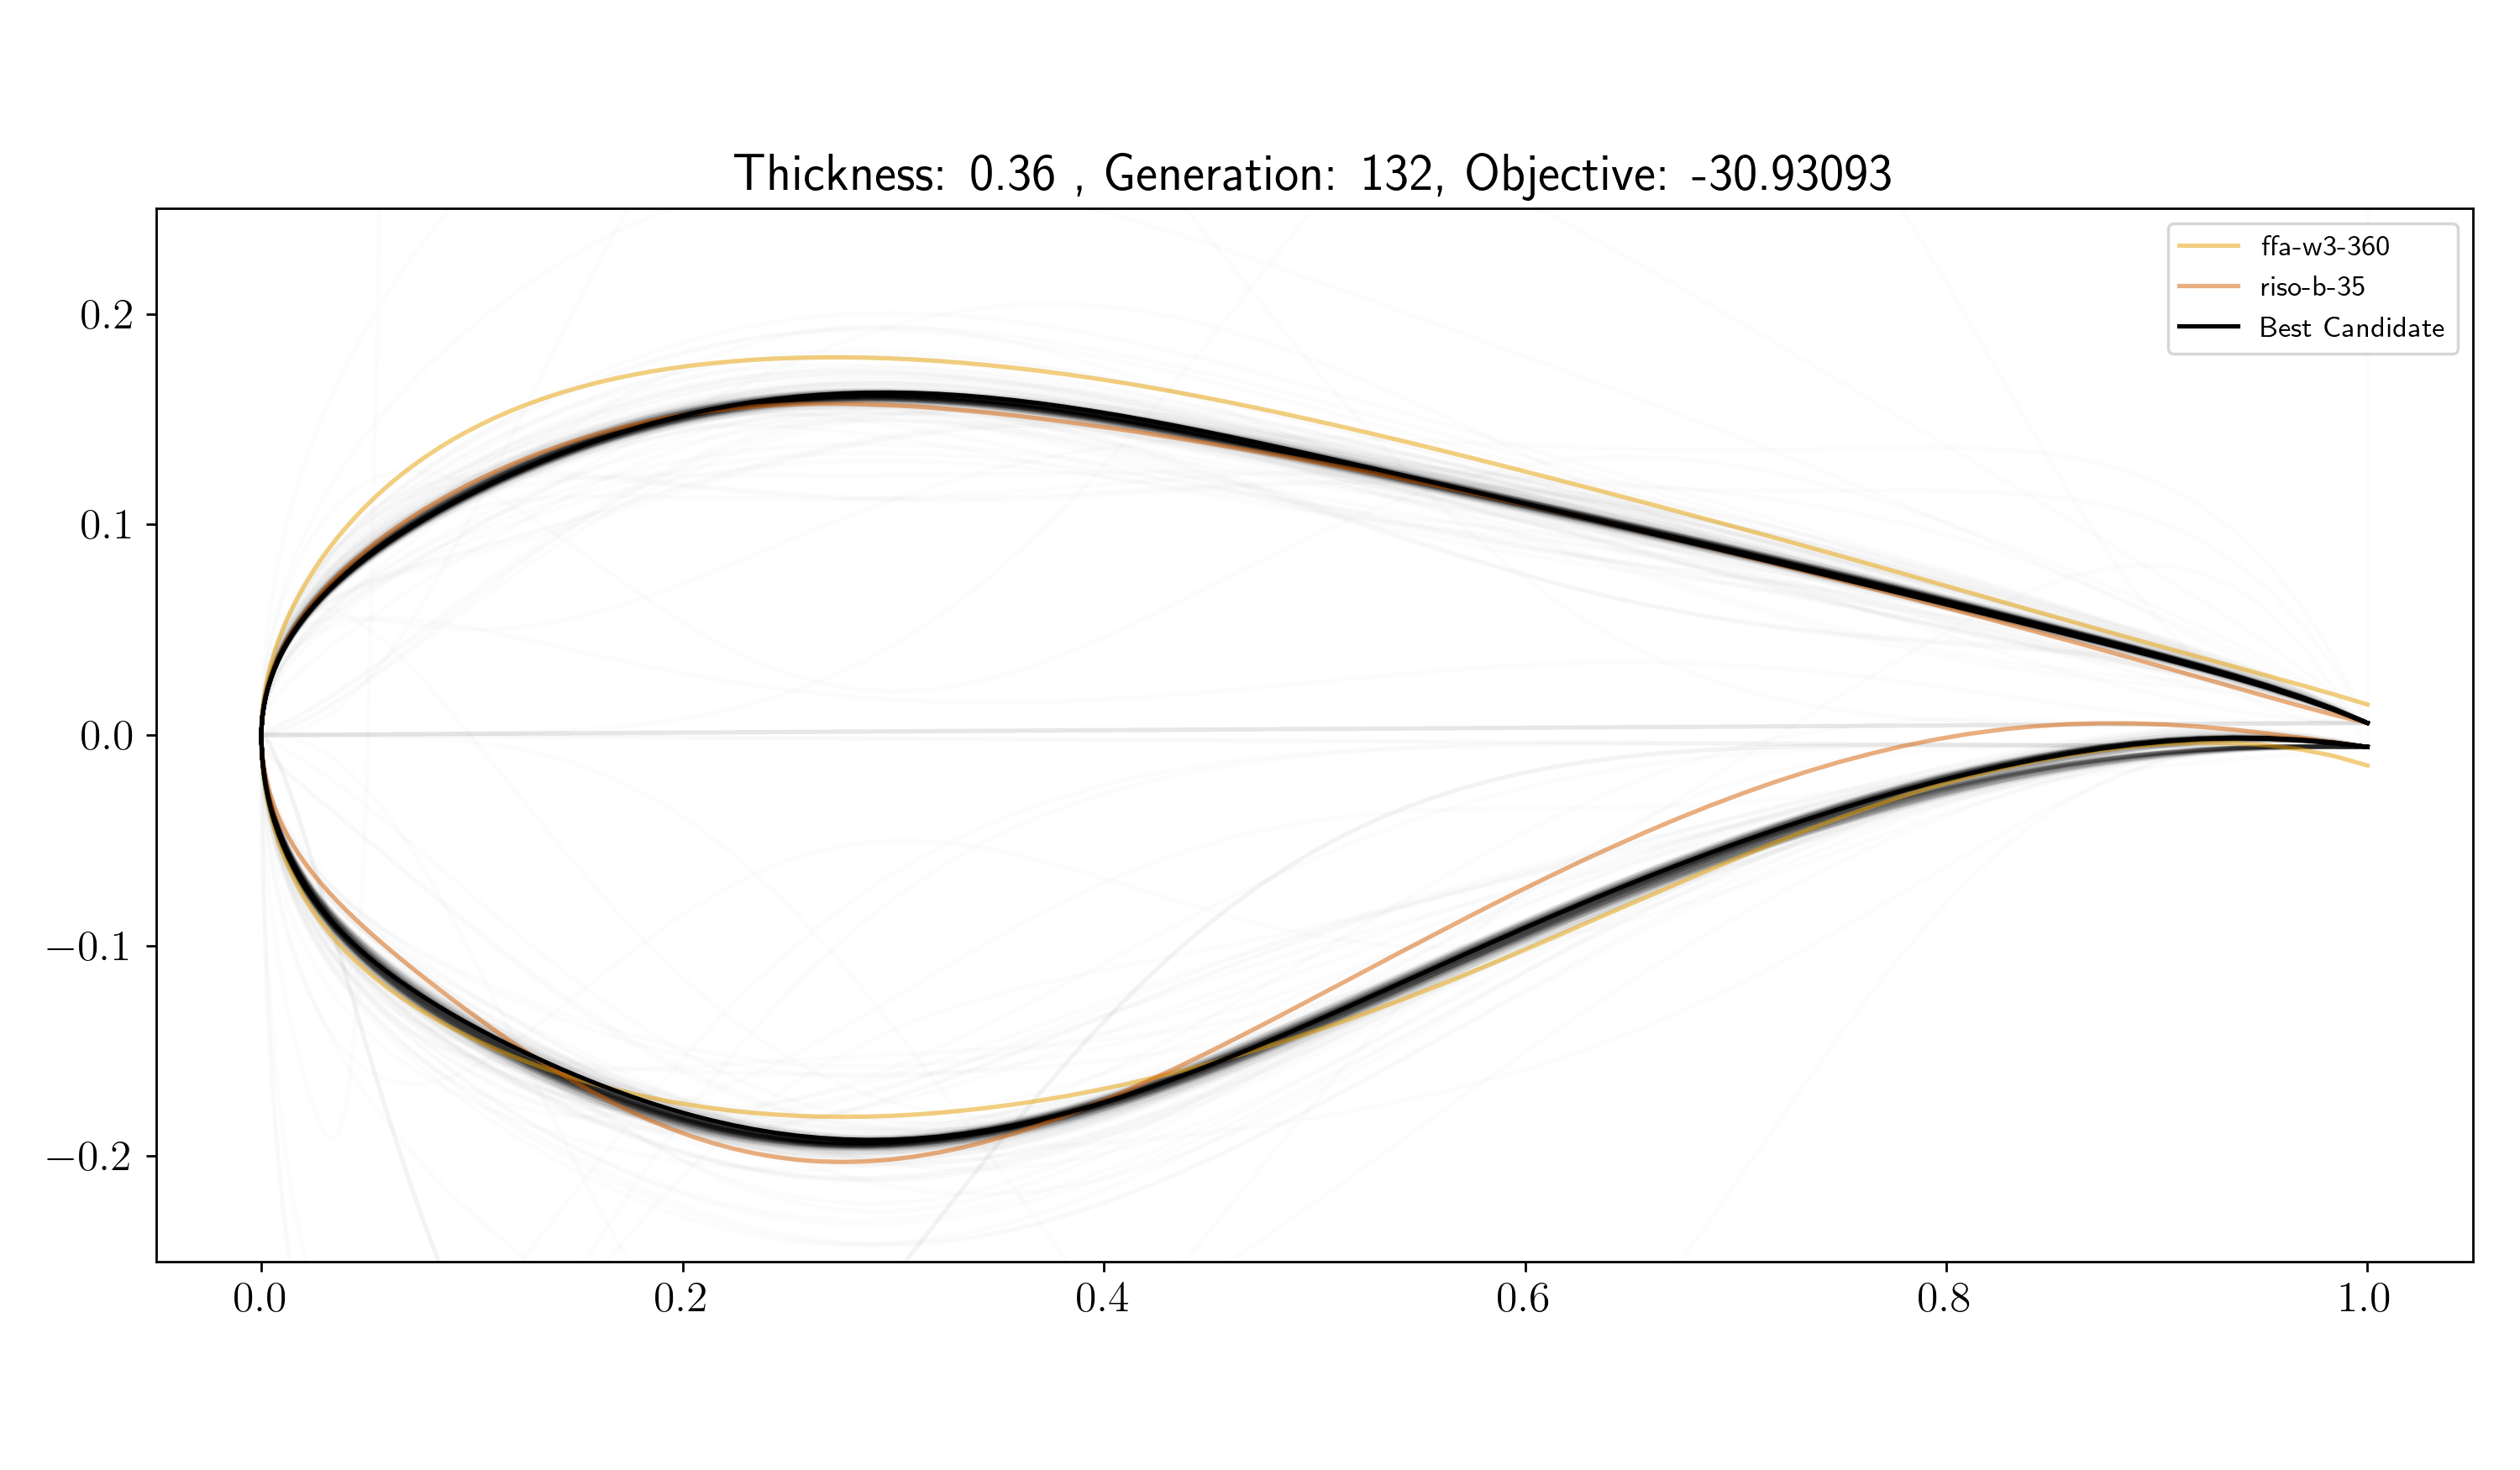 Thickness: 0.36 , Generation: 132, Objective: -30.93093
ffa-w3-360
riso-b-35
Best Candidate
0.2
0.1
0.0
−0.1
−0.2
0.0 0.2 0.4 0.6 0.8 1.0